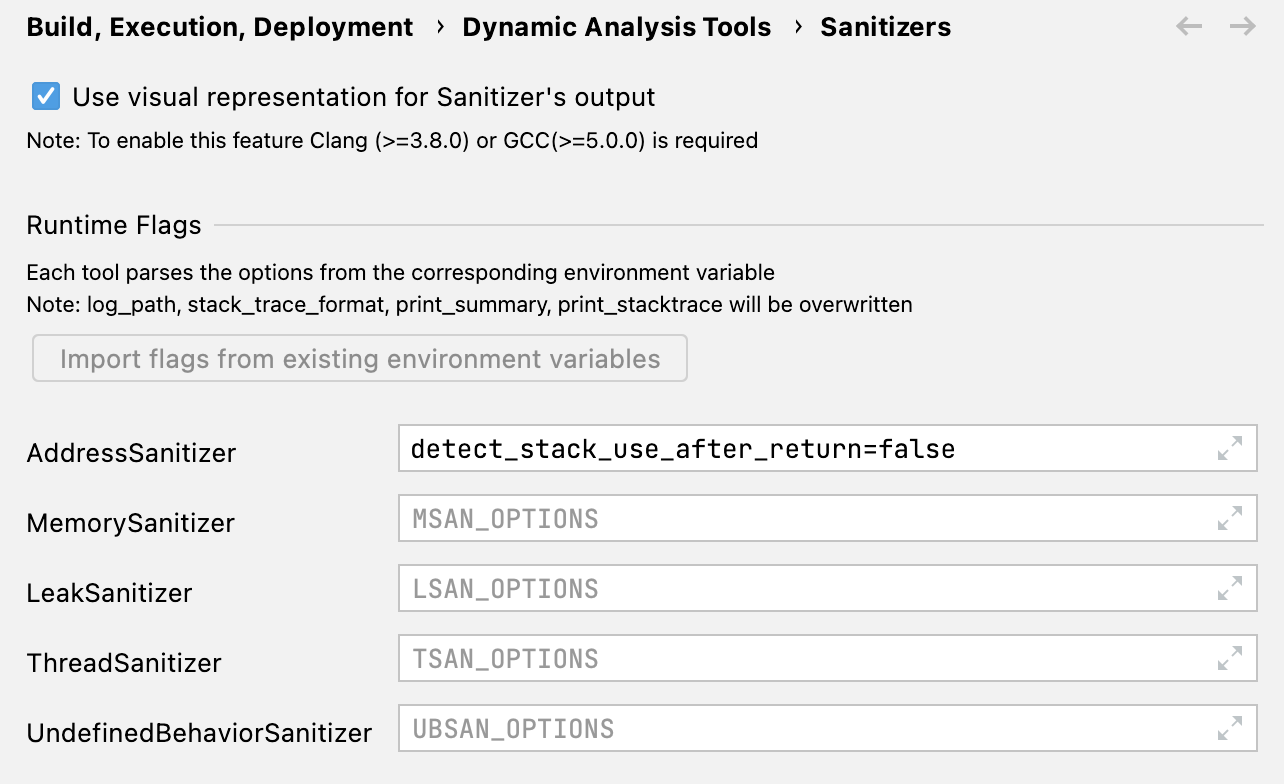 Build, Execution, Deployment › Dynamic Analysis Tools › Sanitizers
Use visual representation for Sanitizer's output
Note: To enable this feature Clang (>=3.8.0) or GCC(>=5.0.0) is required
Runtime Flags
Each tool parses the options from the corresponding environment variable
Note: log_path, stack_trace_format, print_summary, print_stacktrace will be overwritten
Import flags from existing environment variables
AddressSanitizer detect_stack_use_after_return=false
MemorySanitizer MSAN_OPTIONS
LeakSanitizer LSAN_OPTIONS
ThreadSanitizer TSAN_OPTIONS
UndefinedBehaviorSanitizer UBSAN_OPTIONS